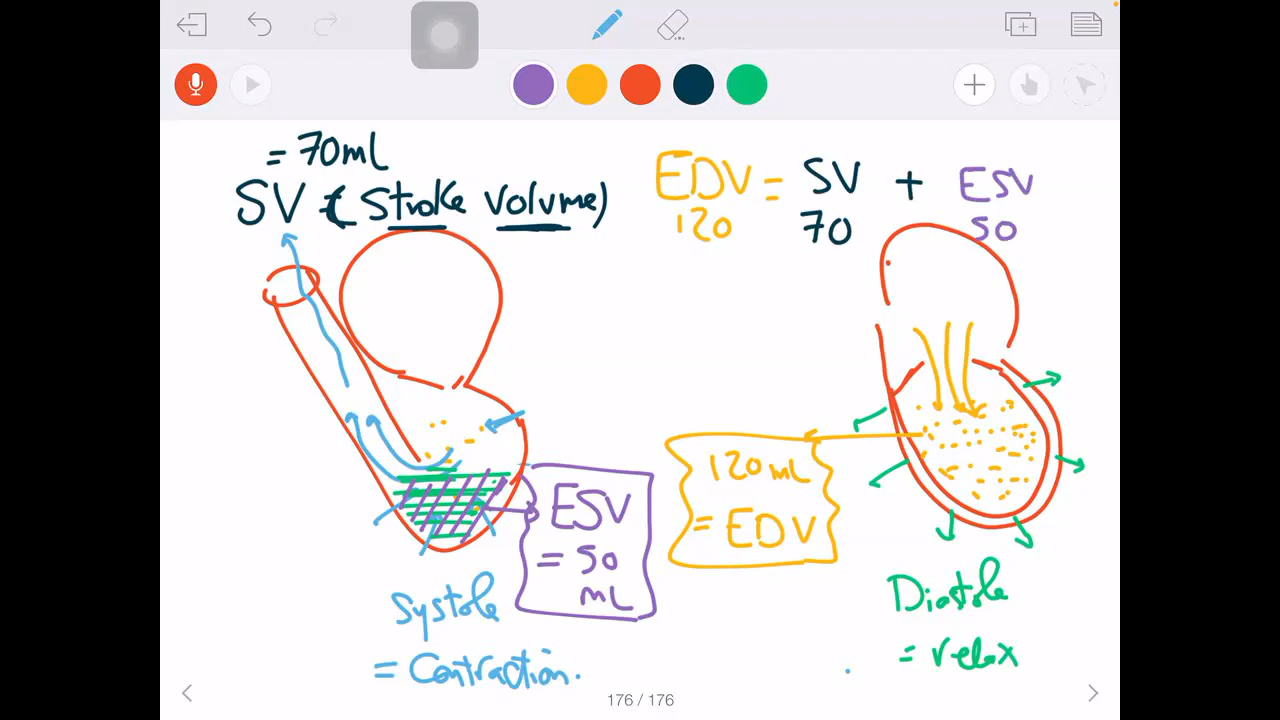 = 70ml
SV (Stroke volume)
EDV = SV + ESV
120 70 50
ESV
= 50
mL
120mL
= EDV
Systole
= Contraction.
Diastole
= relax
176 / 176